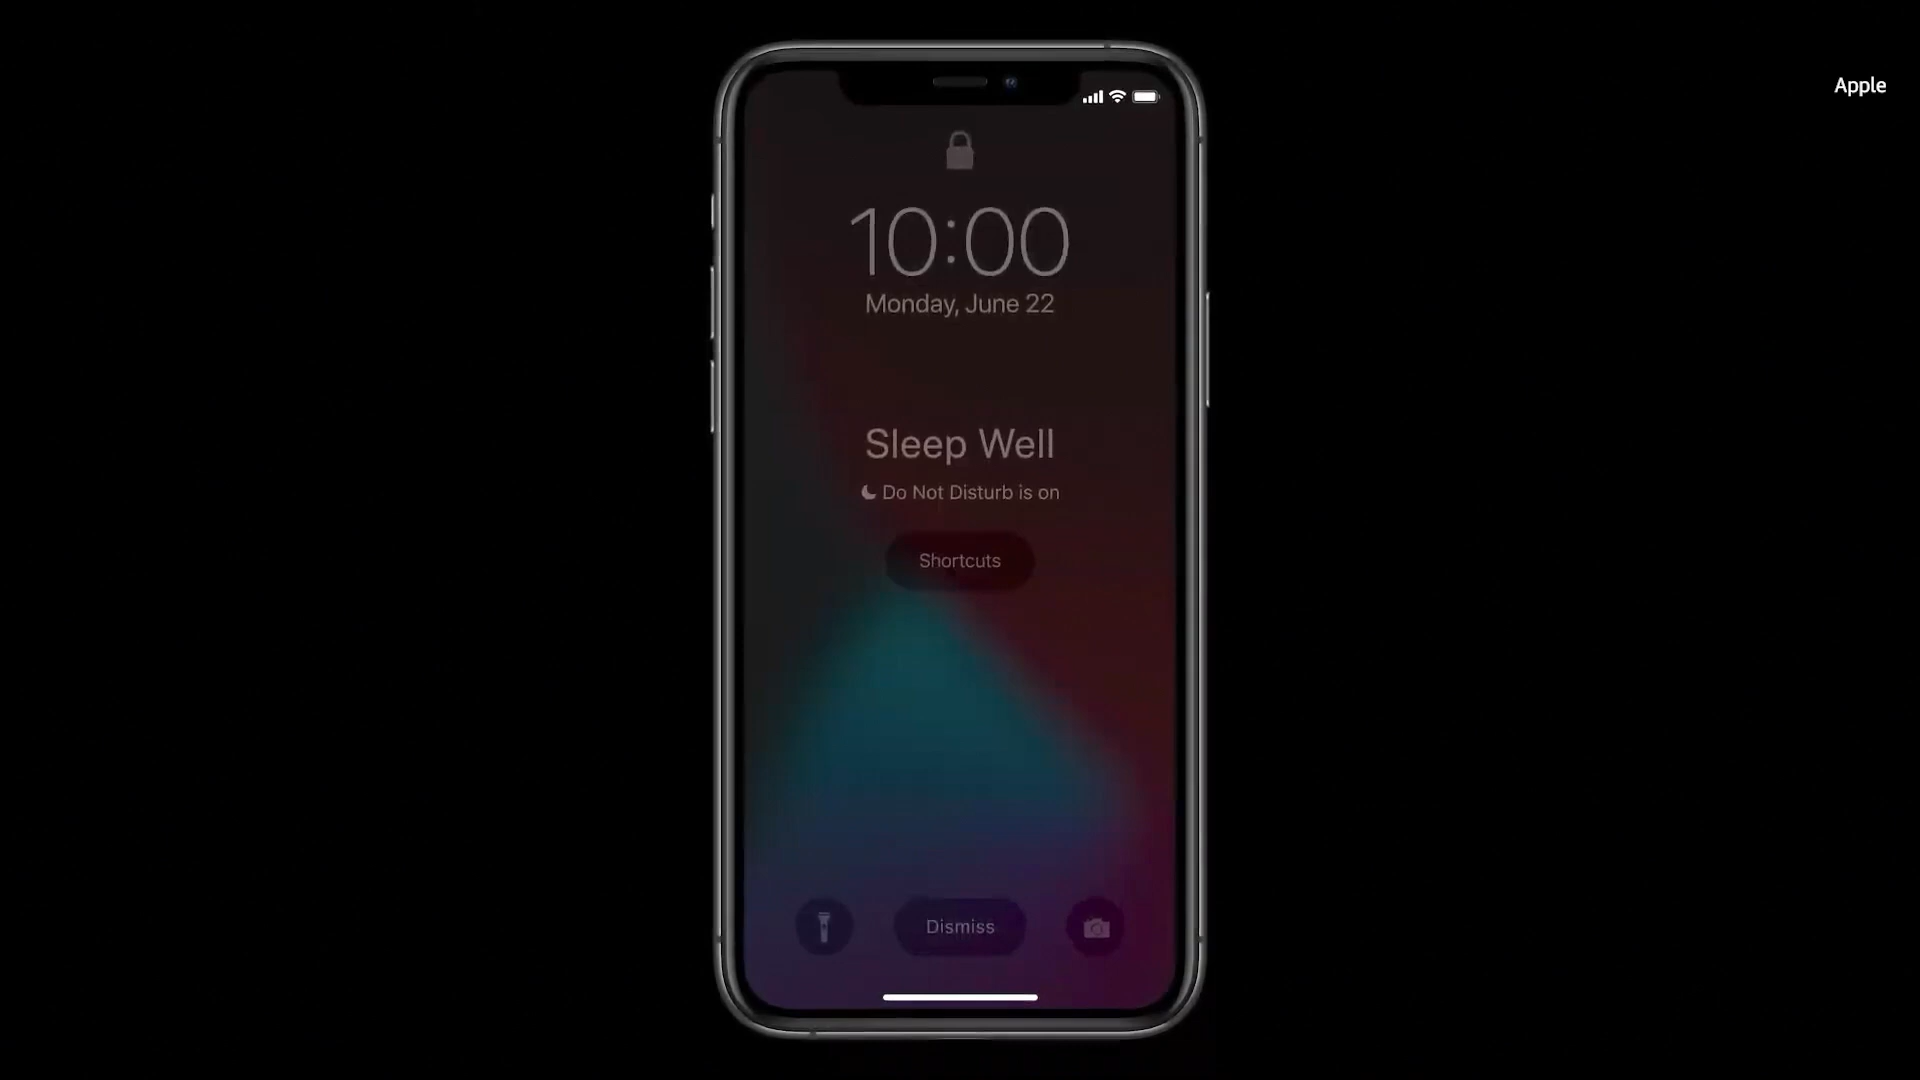 Apple
10:00
Monday, June 22
Sleep Well
Do Not Disturb is on
Shortcuts
Dismiss